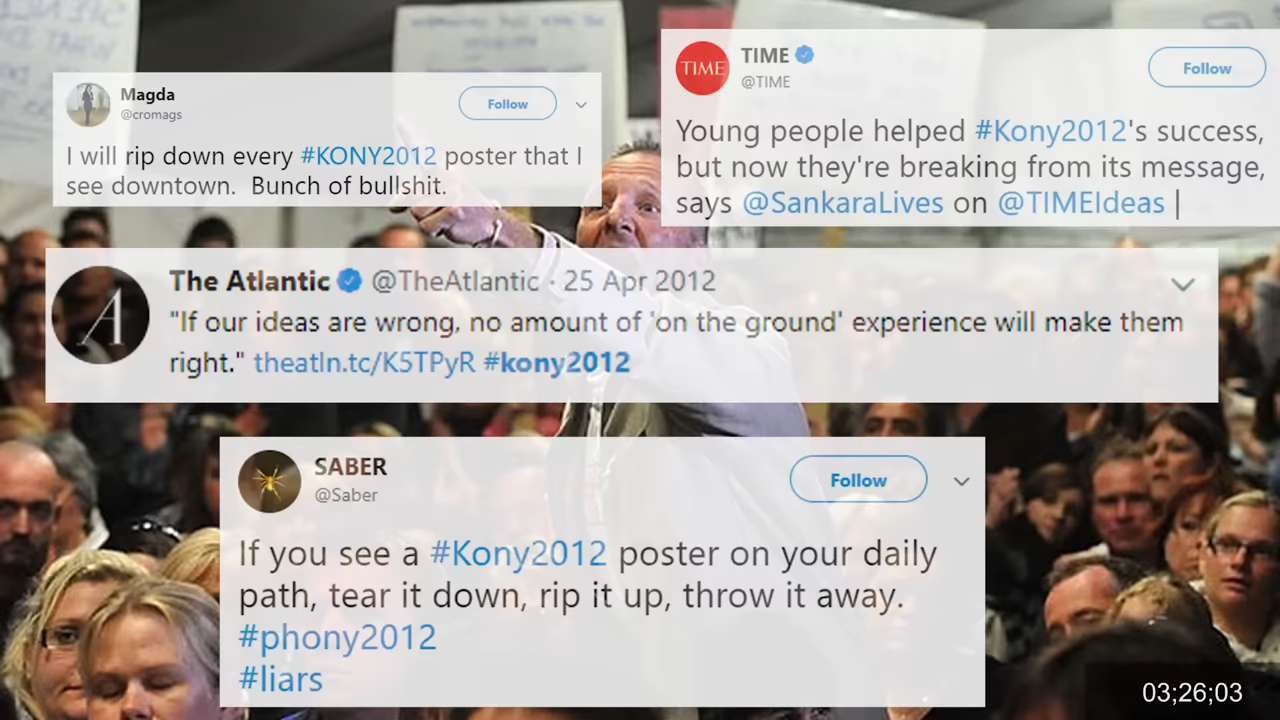 Magda
@cromags
Follow
I will rip down every #KONY2012 poster that I
see downtown.  Bunch of bullshit.
TIME
TIME
@TIME
Follow
Young people helped #Kony2012's success,
but now they're breaking from its message,
says @SankaraLives on @TIMEIdeas |
A
The Atlantic @TheAtlantic · 25 Apr 2012
"If our ideas are wrong, no amount of 'on the ground' experience will make them
right." theatln.tc/K5TPyR #kony2012
SABER
@Saber
Follow
If you see a #Kony2012 poster on your daily
path, tear it down, rip it up, throw it away.
#phony2012
#liars
03;26;03